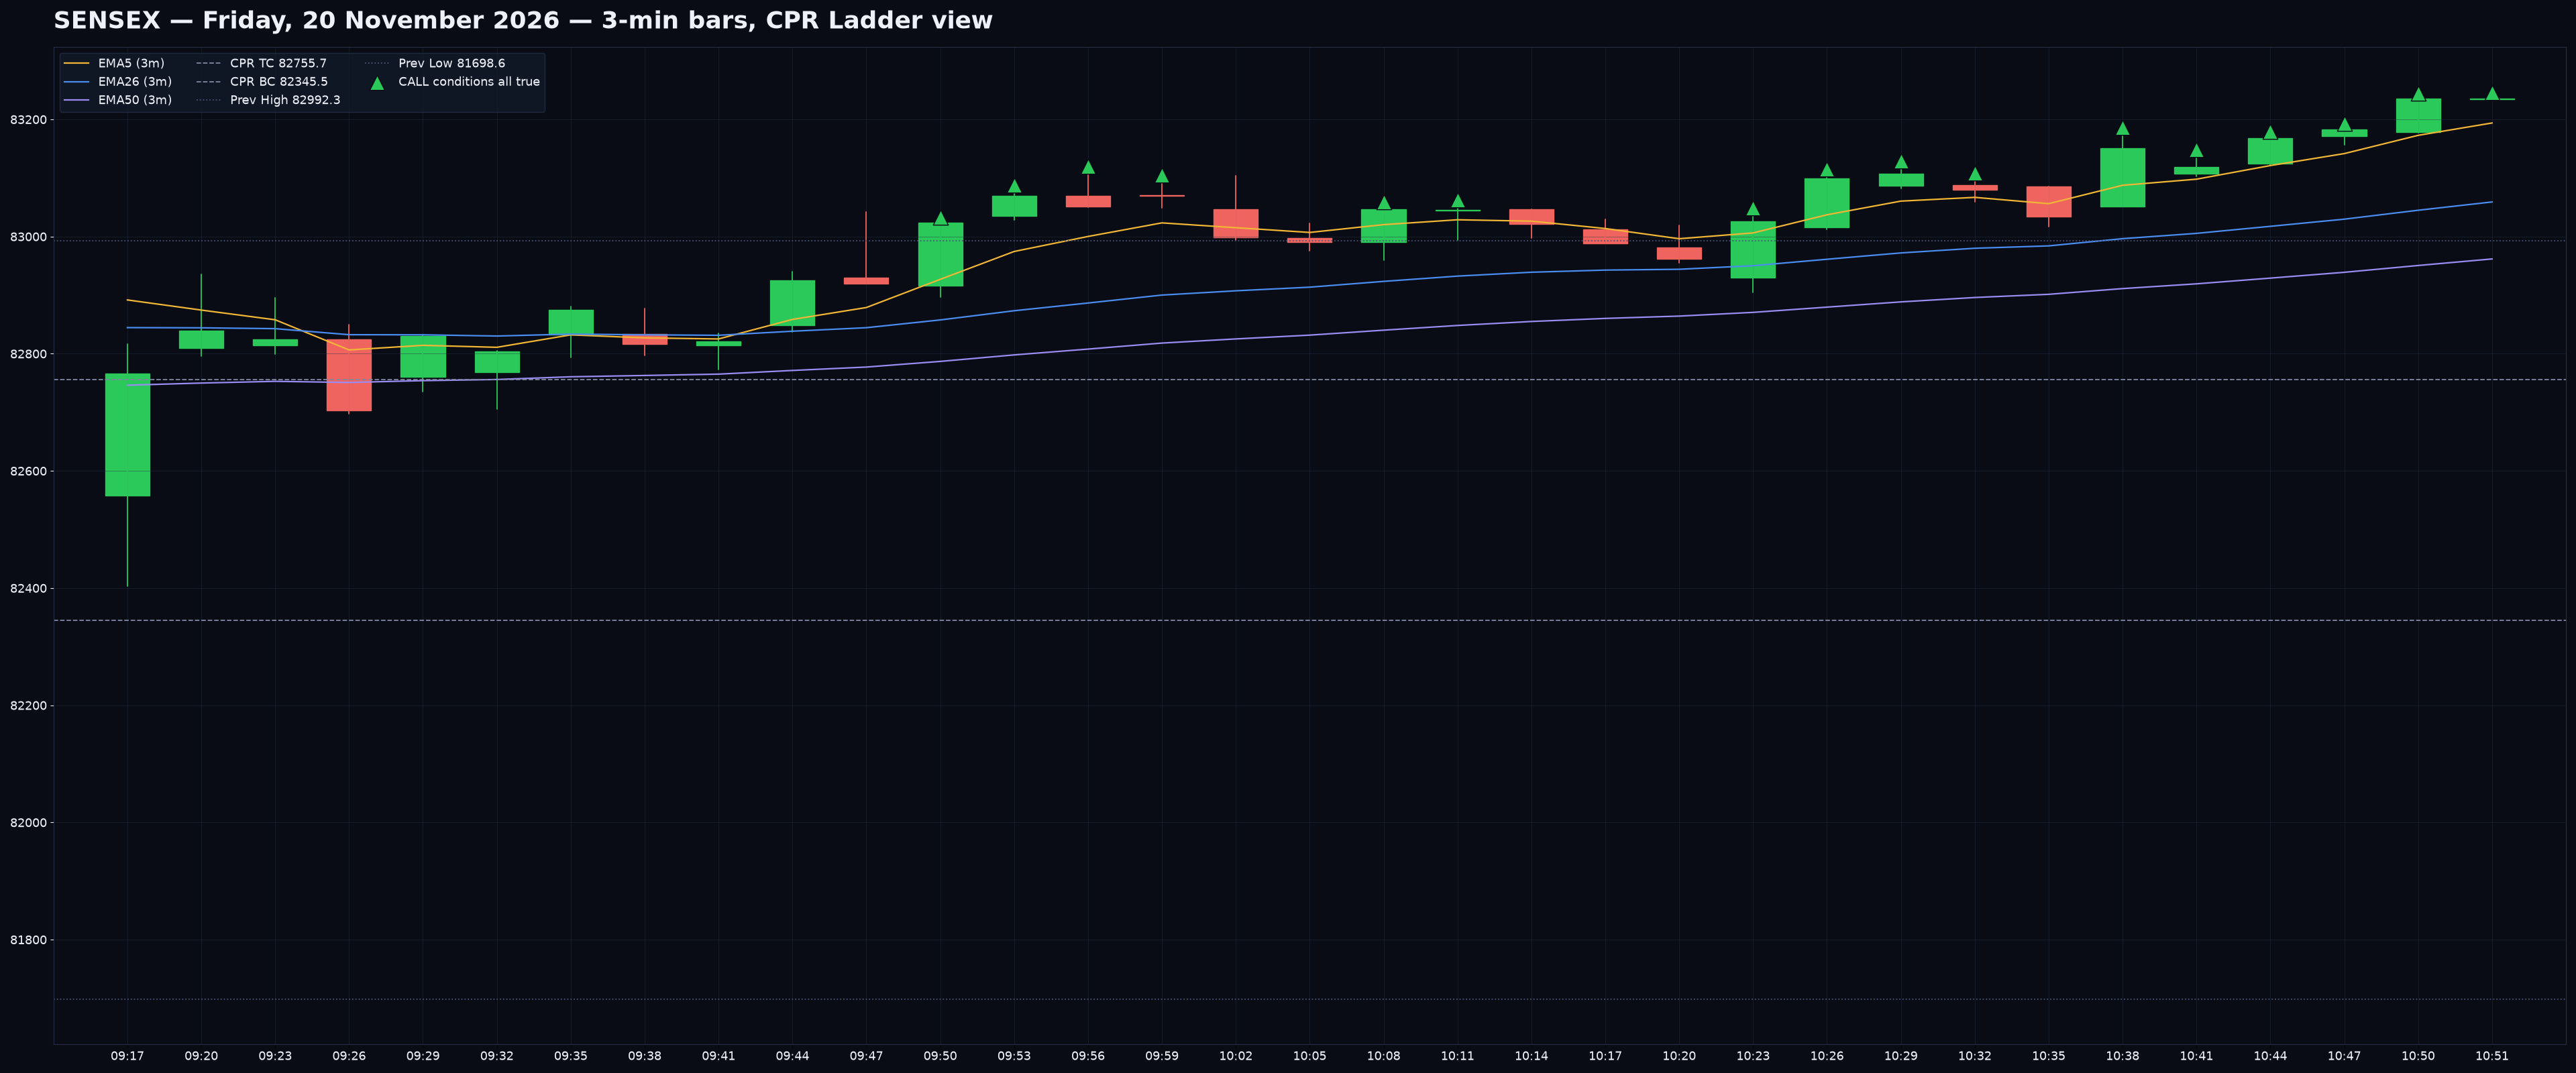 SENSEX — Friday, 20 November 2026 — 3-min bars, CPR Ladder view
EMA5 (3m)
EMA26 (3m)
EMA50 (3m)
CPR TC 82755.7
CPR BC 82345.5
Prev High 82992.3
Prev Low 81698.6
CALL conditions all true
83200
83000
82800
82600
82400
82200
82000
81800
09:17 09:20 09:23 09:26 09:29 09:32 09:35 09:38 09:41 09:44 09:47 09:50 09:53 09:56 09:59 10:02 10:05 10:08 10:11 10:14 10:17 10:20 10:23 10:26 10:29 10:32 10:35 10:38 10:41 10:44 10:47 10:50 10:51